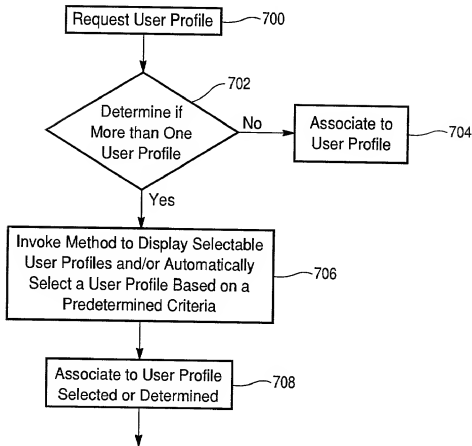 Request User Profile
700
702
Determine if
More than One
User Profile
No
Associate to
User Profile
704
Yes
Invoke Method to Display Selectable
User Profiles and/or Automatically
Select a User Profile Based on a
Predetermined Criteria
706
Associate to User Profile
Selected or Determined
708